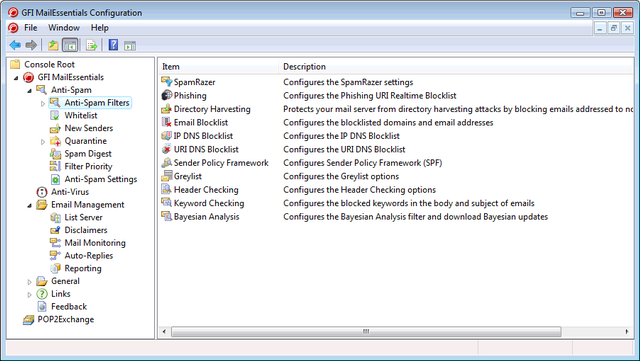 GFI MailEssentials Configuration
File Window Help
Console Root
GFI MailEssentials
Anti-Spam
Anti-Spam Filters
Whitelist
New Senders
Quarantine
Spam Digest
Filter Priority
Anti-Spam Settings
Anti-Virus
Email Management
List Server
Disclaimers
Mail Monitoring
Auto-Replies
Reporting
General
Links
Feedback
POP2Exchange
Item Description
SpamRazer Configures the SpamRazer settings
Phishing Configures the Phishing URI Realtime Blocklist
Directory Harvesting Protects your mail server from directory harvesting attacks by blocking emails addressed to no
Email Blocklist Configures the blocklisted domains and email addresses
IP DNS Blocklist Configures the IP DNS Blocklist
URI DNS Blocklist Configures the URI DNS Blocklist
Sender Policy Framework Configures Sender Policy Framework (SPF)
Greylist Configures the Greylist options
Header Checking Configures the Header Checking options
Keyword Checking Configures the blocked keywords in the body and subject of emails
Bayesian Analysis Configures the Bayesian Analysis filter and download Bayesian updates